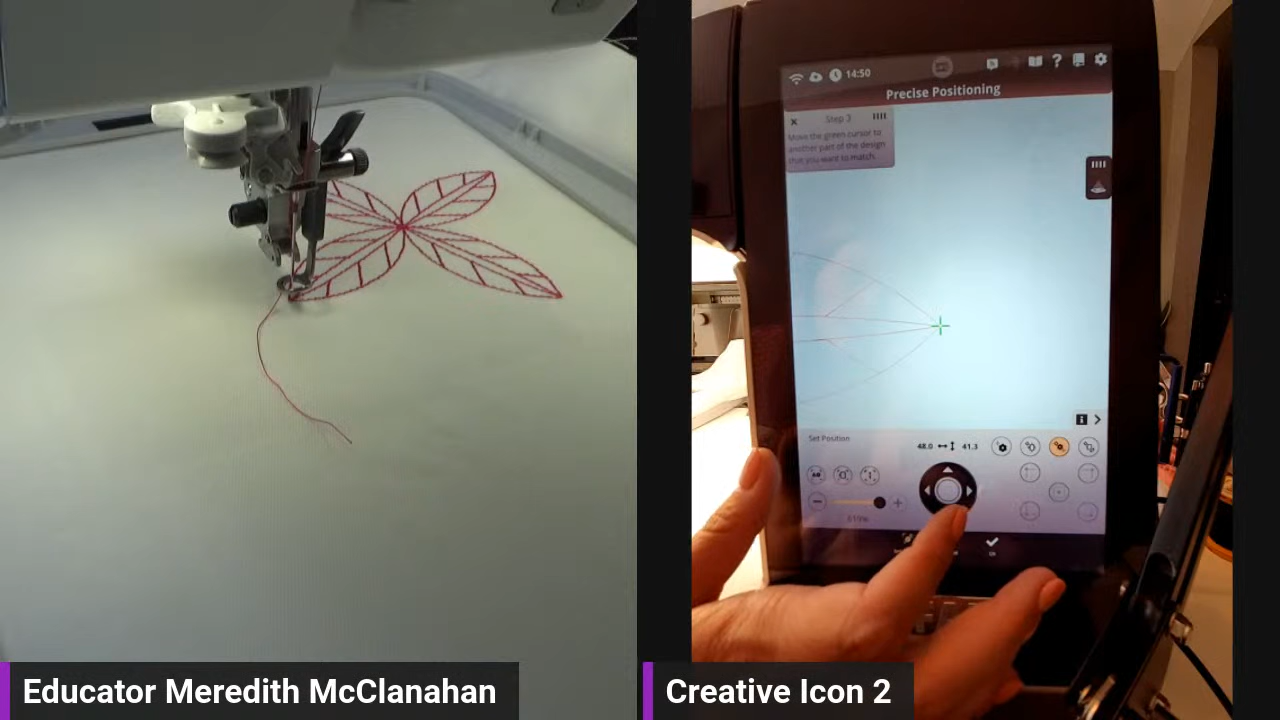 14:50
Precise Positioning
Step 3
Move the green cursor to
another part of the design
that you want to match.
Set Position
48.0
41.3
615%
Educator Meredith McClanahan
Creative Icon 2